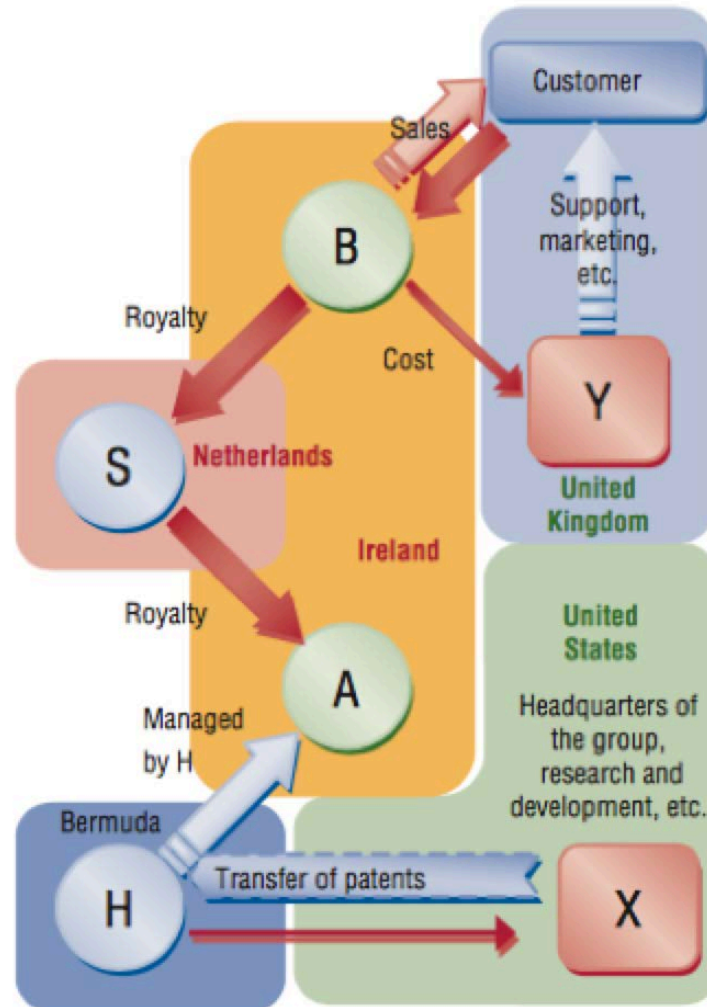 Customer
Sales
B
Support,
marketing,
etc.
Royalty
Cost
Y
S
Netherlands
United
Kingdom
Ireland
Royalty
United
States
A
Headquarters of
the group,
research and
development, etc.
Managed
by H
Bermuda
Transfer of patents
H
X